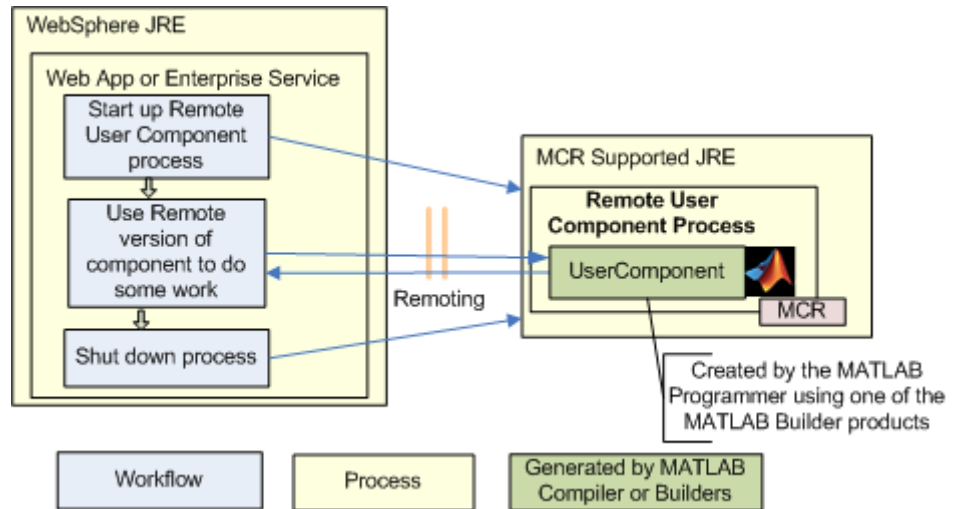 WebSphere JRE
Web App or Enterprise Service
Start up Remote
User Component
process
Use Remote
version of
component to do
some work
Shut down process
Remoting
MCR Supported JRE
Remote User
Component Process
UserComponent
MCR
Created by the MATLAB
Programmer using one of the
MATLAB Builder products
Workflow
Process
Generated by MATLAB
Compiler or Builders